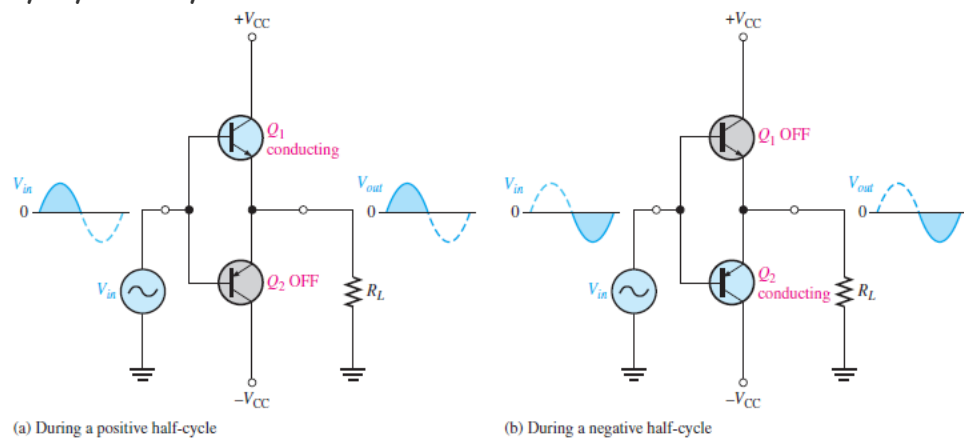 +VCC
Q1
conducting
Vin
0
Vout
0
Vin
Q2 OFF
RL
–VCC
(a) During a positive half-cycle
+VCC
Q1 OFF
Vin
0
Vout
0
Vin
Q2
conducting
RL
–VCC
(b) During a negative half-cycle